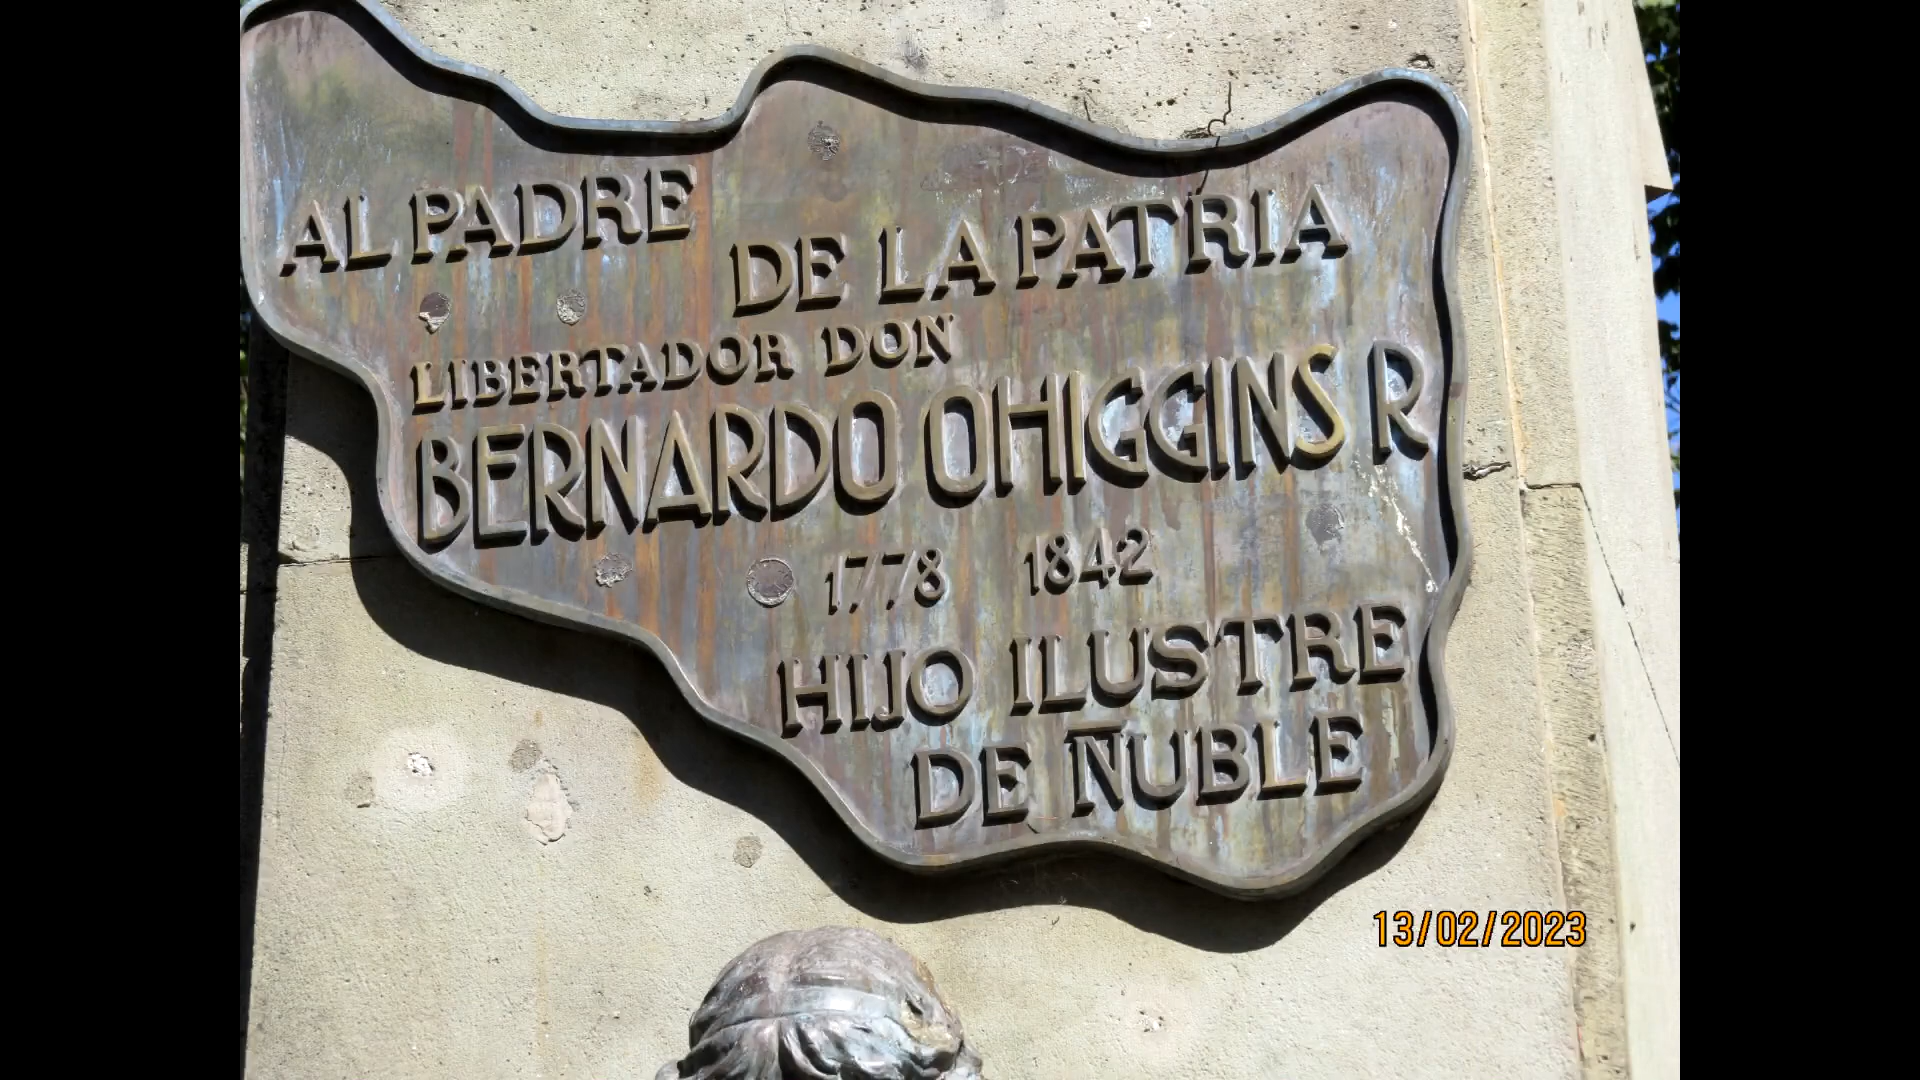 AL PADRE DE LA PATRIA
LIBERTADOR DON
BERNARDO OHIGGINS R
1778 1842
HIJO ILUSTRE
DE ÑUBLE
13/02/2023